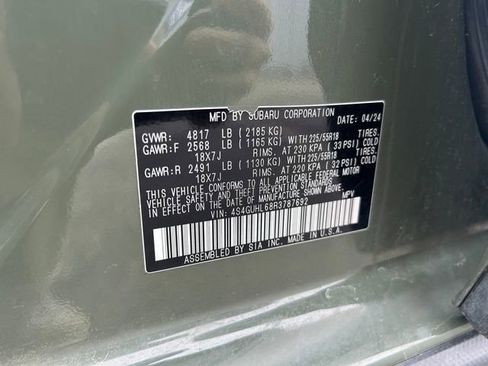 MFD BY SUBARU CORPORATION DATE: 04/24
GVWR: 4817 LB (2185 KG)
GAWR:F 2568 LB (1165 KG) WITH 225/55R18 TIRES.
18X7J RIMS. AT 230 KPA (33 PSI) COLD
GAWR:R 2491 LB (1130 KG) WITH 225/55R18 TIRES.
18X7J RIMS. AT 220 KPA (32 PSI) COLD
THIS VEHICLE CONFORMS TO ALL APPLICABLE FEDERAL MOTOR
VEHICLE SAFETY, BUMPER, AND THEFT PREVENTION STANDARDS
IN EFFECT ON THE DATE OF MANUFACTURE SHOWN ABOVE.
VIN: 4S4GUHL68R3787692 MPV
ASSEMBLED BY SIA INC. MADE IN U.S.A.